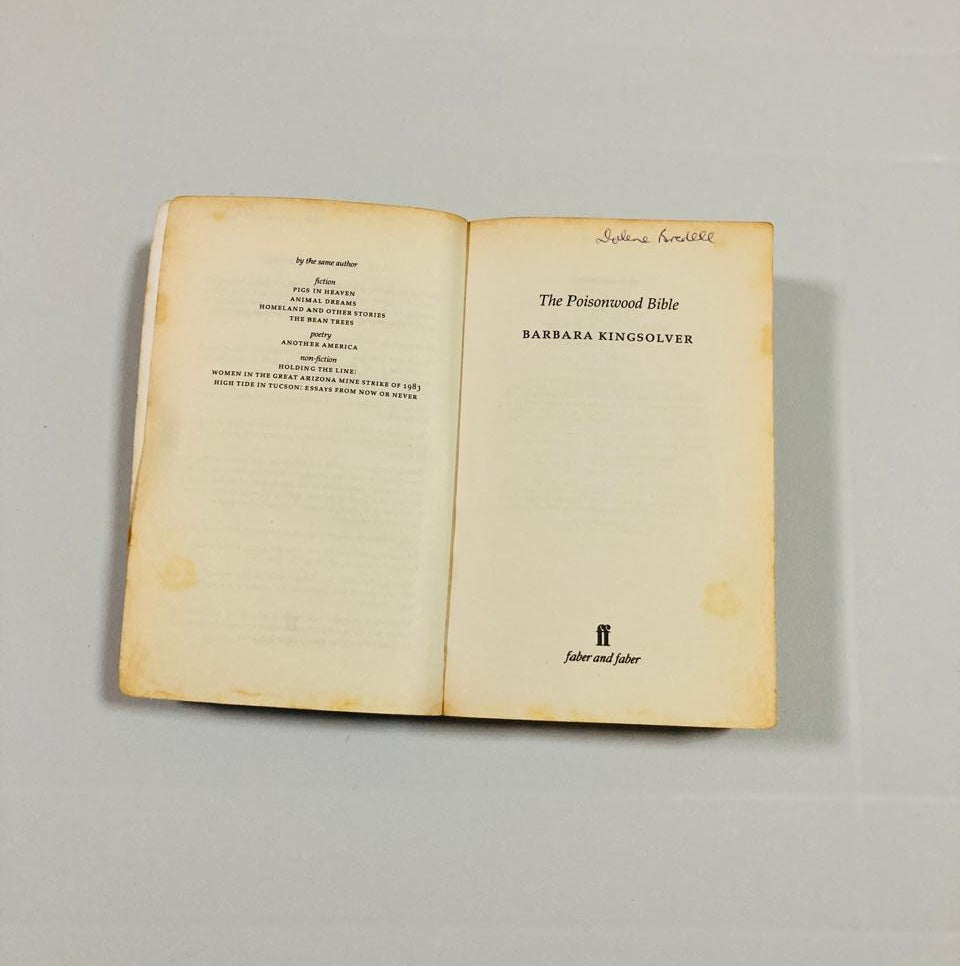 by the same author
fiction
PIGS IN HEAVEN
ANIMAL DREAMS
HOMELAND AND OTHER STORIES
THE BEAN TREES
poetry
ANOTHER AMERICA
non-fiction
HOLDING THE LINE:
WOMEN IN THE GREAT ARIZONA MINE STRIKE OF 1983
HIGH TIDE IN TUCSON: ESSAYS FROM NOW OR NEVER
The Poisonwood Bible
BARBARA KINGSOLVER
ff
faber and faber